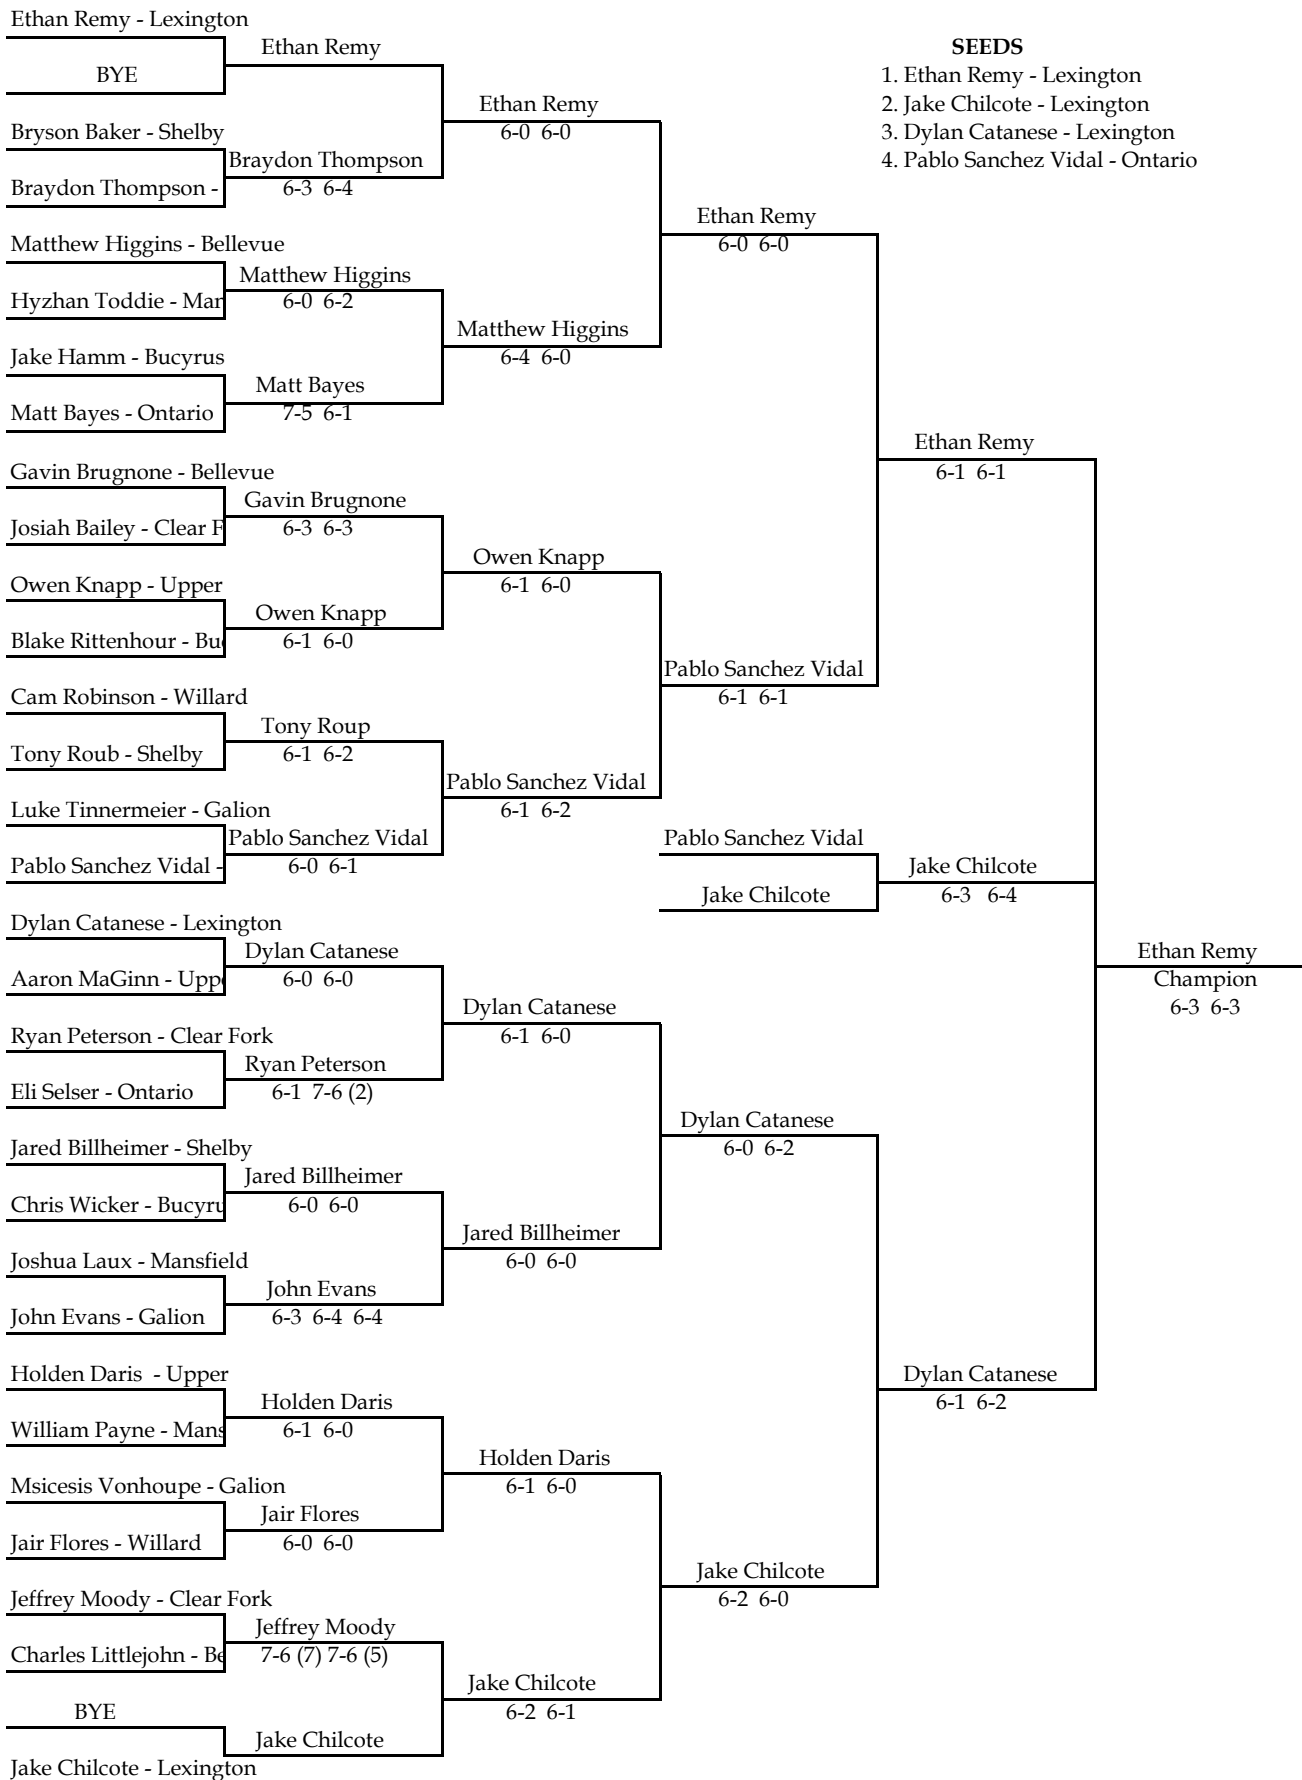 Ethan Remy - Lexington
BYE
Bryson Baker - Shelby
Braydon Thompson -
Matthew Higgins - Bellevue
Hyzhan Toddie - Man
Jake Hamm - Bucyrus
Matt Bayes - Ontario
Gavin Brugnone - Bellevue
Josiah Bailey - Clear F
Owen Knapp - Upper
Blake Rittenhour - Buc
Cam Robinson - Willard
Tony Roub - Shelby
Luke Tinnermeier - Galion
Pablo Sanchez Vidal -
Dylan Catanese - Lexington
Aaron MaGinn - Uppe
Ryan Peterson - Clear Fork
Eli Selser - Ontario
Jared Billheimer - Shelby
Chris Wicker - Bucyru
Joshua Laux - Mansfield
John Evans - Galion
Holden Daris  - Upper
William Payne - Mans
Msicesis Vonhoupe - Galion
Jair Flores - Willard
Jeffrey Moody - Clear Fork
Charles Littlejohn - Be
BYE
Jake Chilcote - Lexington
Ethan Remy
Braydon Thompson
6-3  6-4
Matthew Higgins
6-0  6-2
Matt Bayes
7-5  6-1
Gavin Brugnone
6-3  6-3
Owen Knapp
6-1  6-0
Tony Roup
6-1  6-2
Pablo Sanchez Vidal
6-0  6-1
Dylan Catanese
6-0  6-0
Ryan Peterson
6-1  7-6 (2)
Jared Billheimer
6-0  6-0
John Evans
6-3  6-4  6-4
Holden Daris
6-1  6-0
Jair Flores
6-0  6-0
Jeffrey Moody
7-6 (7) 7-6 (5)
Jake Chilcote
Ethan Remy
6-0  6-0
Matthew Higgins
6-4  6-0
Owen Knapp
6-1  6-0
Pablo Sanchez Vidal
6-1  6-2
Dylan Catanese
6-1  6-0
Jared Billheimer
6-0  6-0
Holden Daris
6-1  6-0
Jake Chilcote
6-2  6-1
Ethan Remy
6-0  6-0
Pablo Sanchez Vidal
6-1  6-1
Pablo Sanchez Vidal
Jake Chilcote
Dylan Catanese
6-0  6-2
Jake Chilcote
6-2  6-0
SEEDS
1. Ethan Remy - Lexington
2. Jake Chilcote - Lexington
3. Dylan Catanese - Lexington
4. Pablo Sanchez Vidal - Ontario
Ethan Remy
6-1  6-1
Jake Chilcote
6-3   6-4
Dylan Catanese
6-1  6-2
Ethan Remy
Champion
6-3  6-3